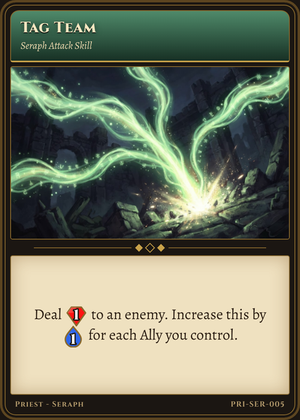 Tag Team
Seraph Attack Skill
Deal 1 to an enemy. Increase this by
1 for each Ally you control.
Priest - Seraph
PRI-SER-005